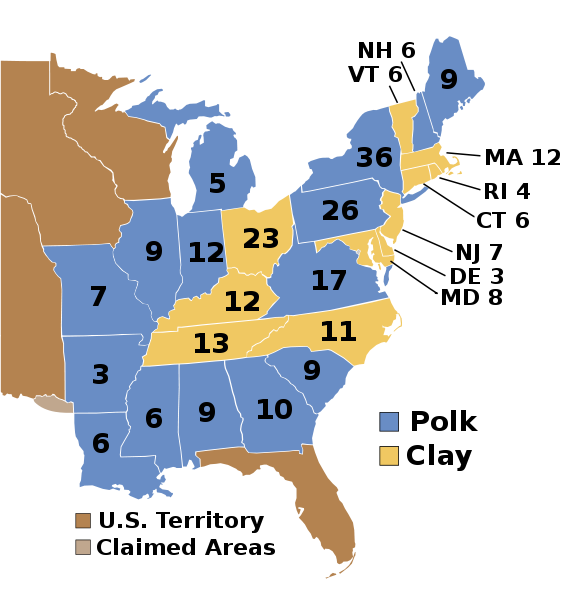 NH 6
VT 6
9
36
MA 12
5
RI 4
26
CT 6
9
12
23
NJ 7
17
DE 3
7
12
MD 8
13
11
3
9
6
9
10
Polk
6
Clay
U.S. Territory
Claimed Areas